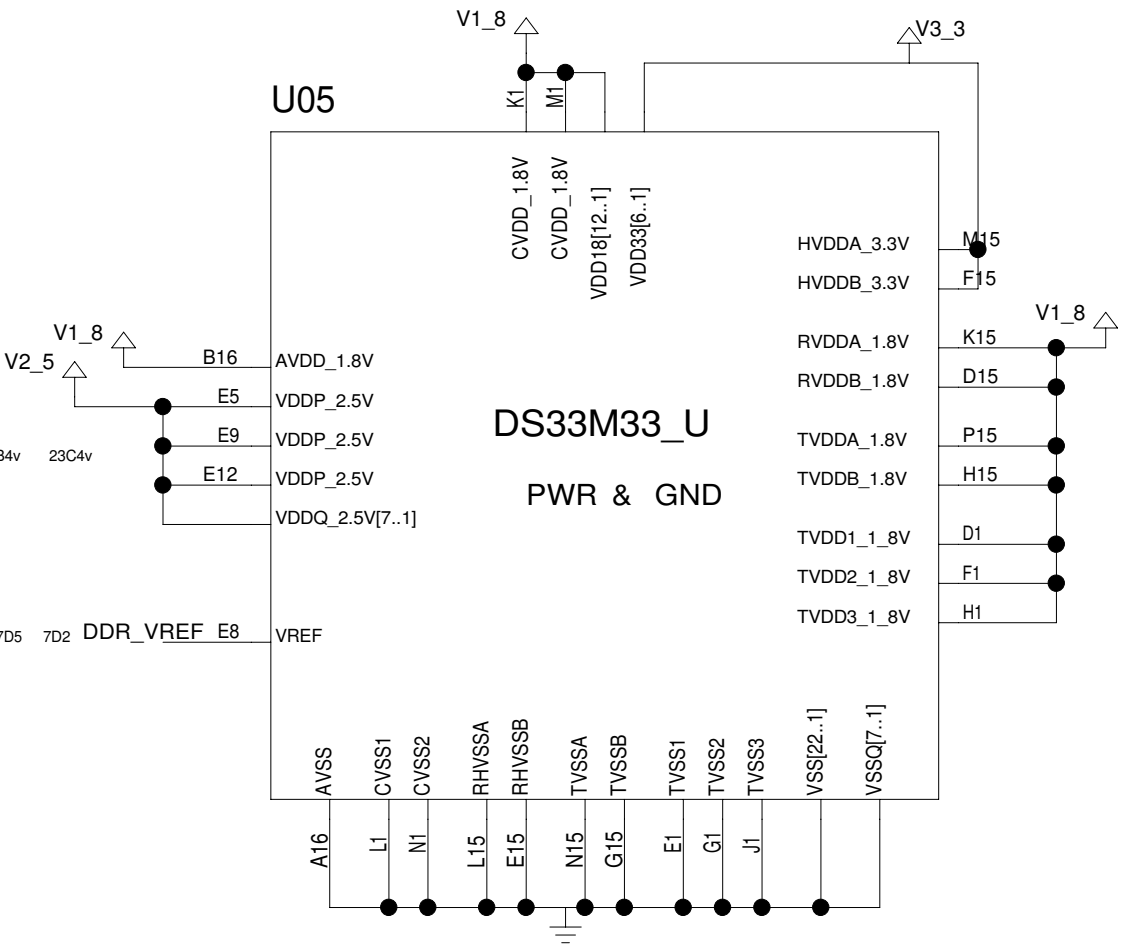 V1_8
V3_3
U05
K1
M1
CVDD_1.8V
CVDD_1.8V
VDD18[12..1]
VDD33[6..1]
HVDDA_3.3V M15
HVDDB_3.3V F15
V1_8
RVDDA_1.8V K15
RVDDB_1.8V D15
TVDDA_1.8V P15
TVDDB_1.8V H15
TVDD1_1_8V D1
TVDD2_1_8V F1
TVDD3_1_8V H1
V1_8
V2_5
B16 AVDD_1.8V
E5 VDDP_2.5V
E9 VDDP_2.5V
34v 23C4v
E12 VDDP_2.5V
VDDQ_2.5V[7..1]
DS33M33_U
PWR & GND
7D5 7D2 DDR_VREF E8 VREF
AVSS
CVSS1
CVSS2
RHVSSA
RHVSSB
TVSSA
TVSSB
TVSS1
TVSS2
TVSS3
VSS[22..1]
VSSQ[7..1]
A16
L1
N1
L15
E15
N15
G15
E1
G1
J1